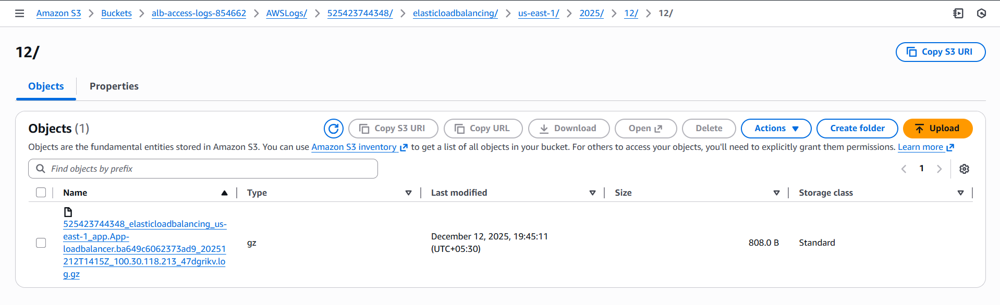 Amazon S3 > Buckets > alb-access-logs-854662 > AWSLogs/ > 525423744348/ > elasticloadbalancing/ > us-east-1/ > 2025/ > 12/ > 12/
12/
Copy S3 URI
Objects
Properties
Objects (1)
Copy S3 URI
Copy URL
Download
Open
Delete
Actions
Create folder
Upload
Objects are the fundamental entities stored in Amazon S3. You can use Amazon S3 inventory to get a list of all objects in your bucket. For others to access your objects, you'll need to explicitly grant them permissions. Learn more
Find objects by prefix
1
Name
Type
Last modified
Size
Storage class
525423744348_elasticloadbalancing_us-
east-1_app.App-
loadbalancer.ba649c6062373ad9_20251
212T1415Z_100.30.118.213_47dgrikv.lo
g.gz
gz
December 12, 2025, 19:45:11
(UTC+05:30)
808.0 B
Standard